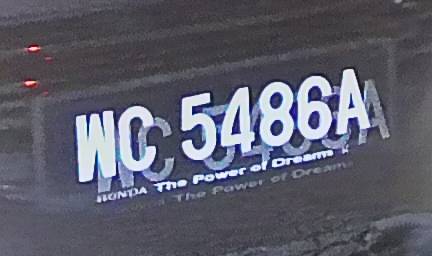 WC 5486A
HONDA The Power of Dreams